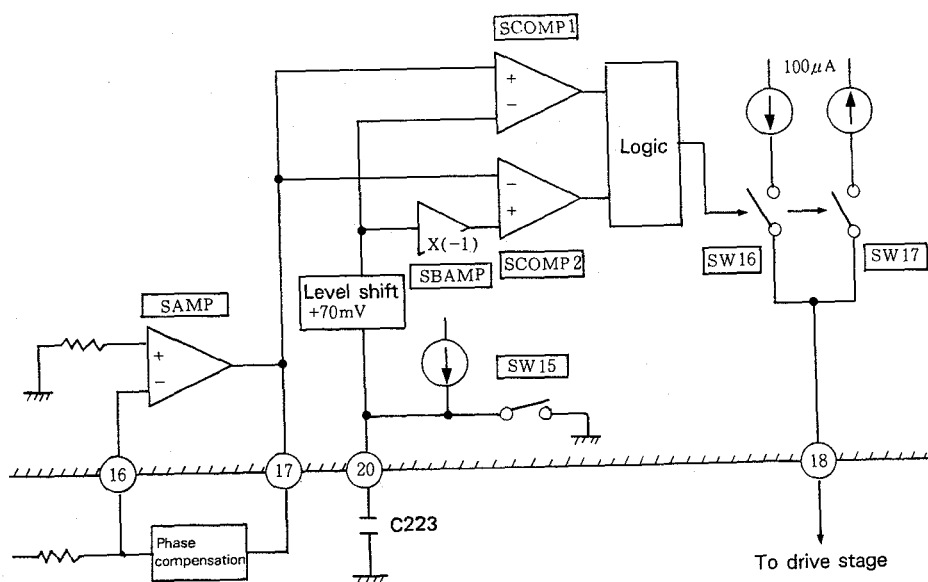 SCOMP1
100μA
+
−
Logic
−
+
X(-1)
SBAMP
SCOMP2
SW16
SW17
Level shift
+70mV
SAMP
+
−
SW15
16
17
20
18
C223
Phase
compensation
To drive stage